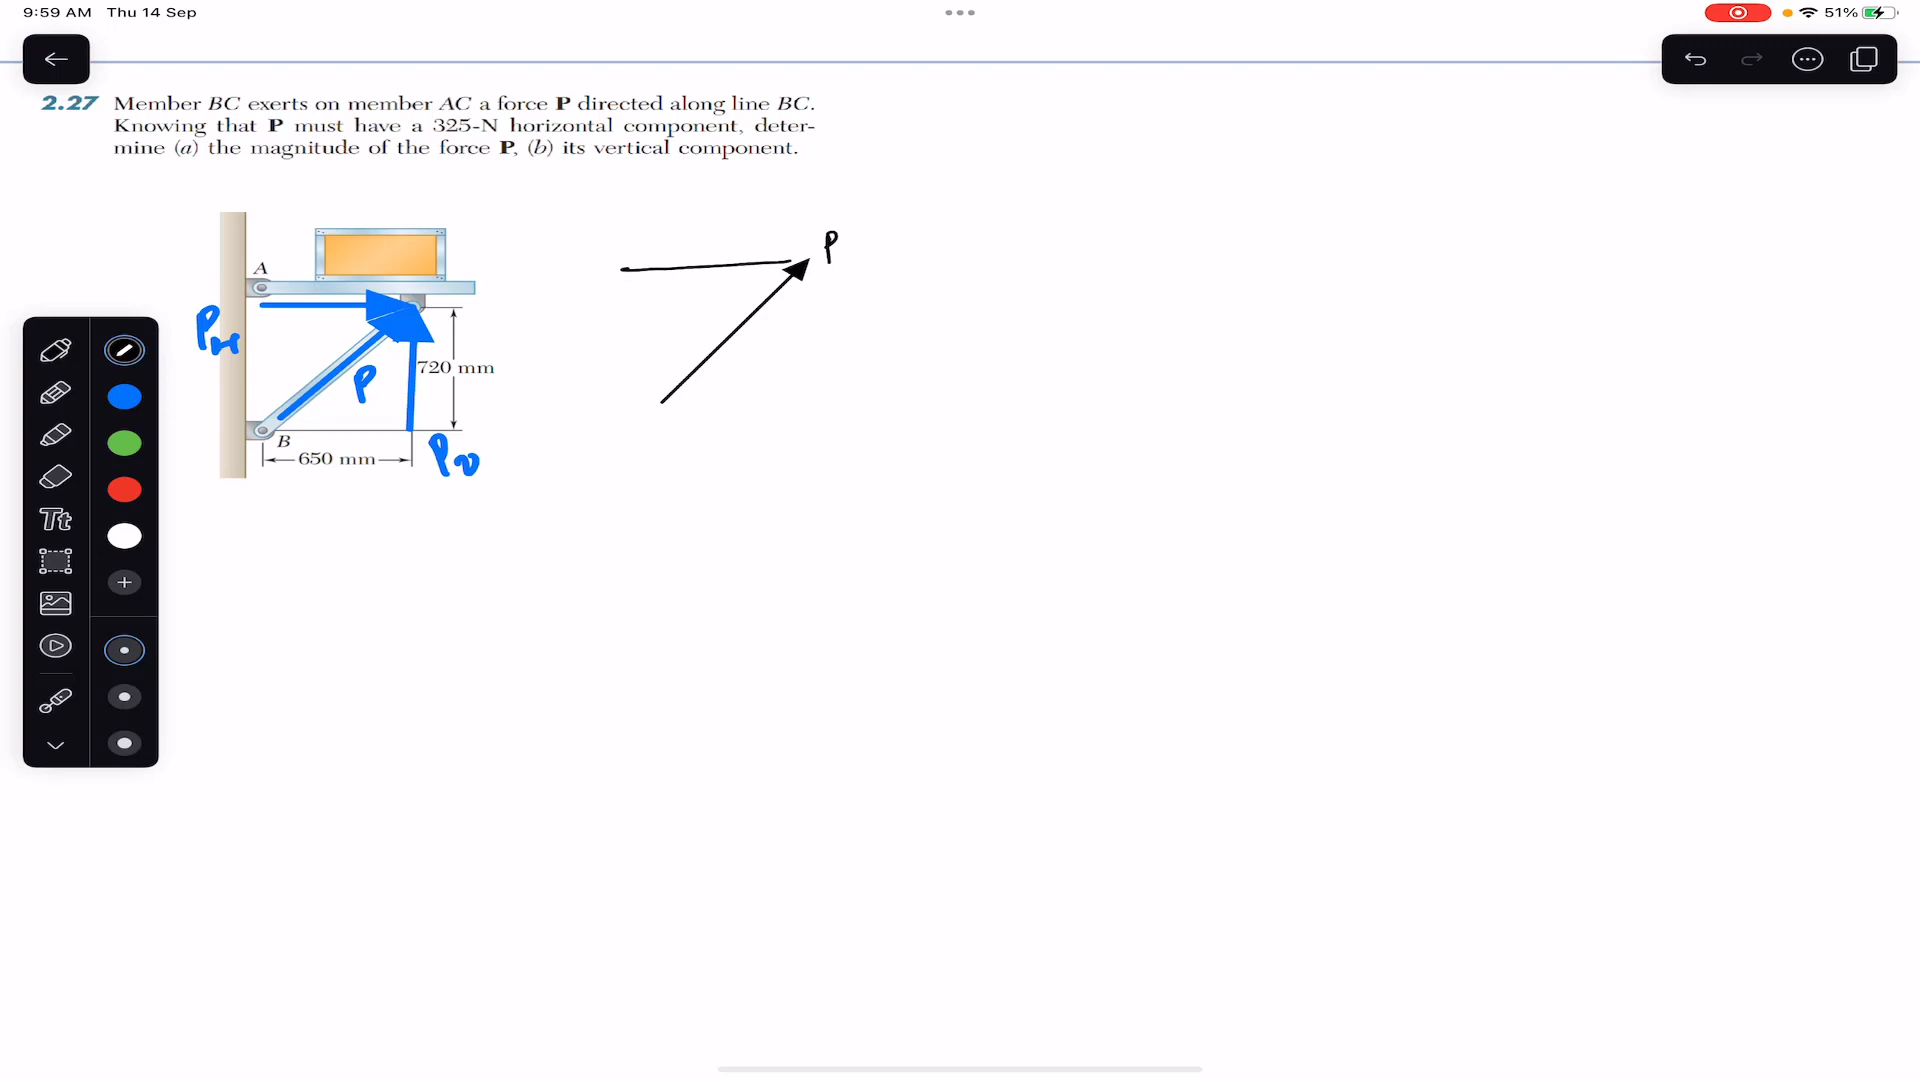 9:59 AM Thu 14 Sep
51%
2.27 Member BC exerts on member AC a force P directed along line BC.
Knowing that P must have a 325-N horizontal component, deter-
mine (a) the magnitude of the force P, (b) its vertical component.
P
A
PH
720 mm
P
B
650 mm
Pv
Tt